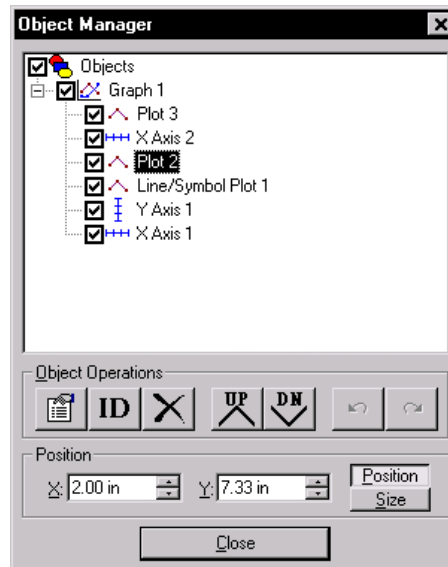 Object Manager
Objects
Graph 1
Plot 3
X Axis 2
Plot 2
Line/Symbol Plot 1
Y Axis 1
X Axis 1
Object Operations
ID UP DN
Position
X: 2.00 in Y: 7.33 in Position
Size
Close